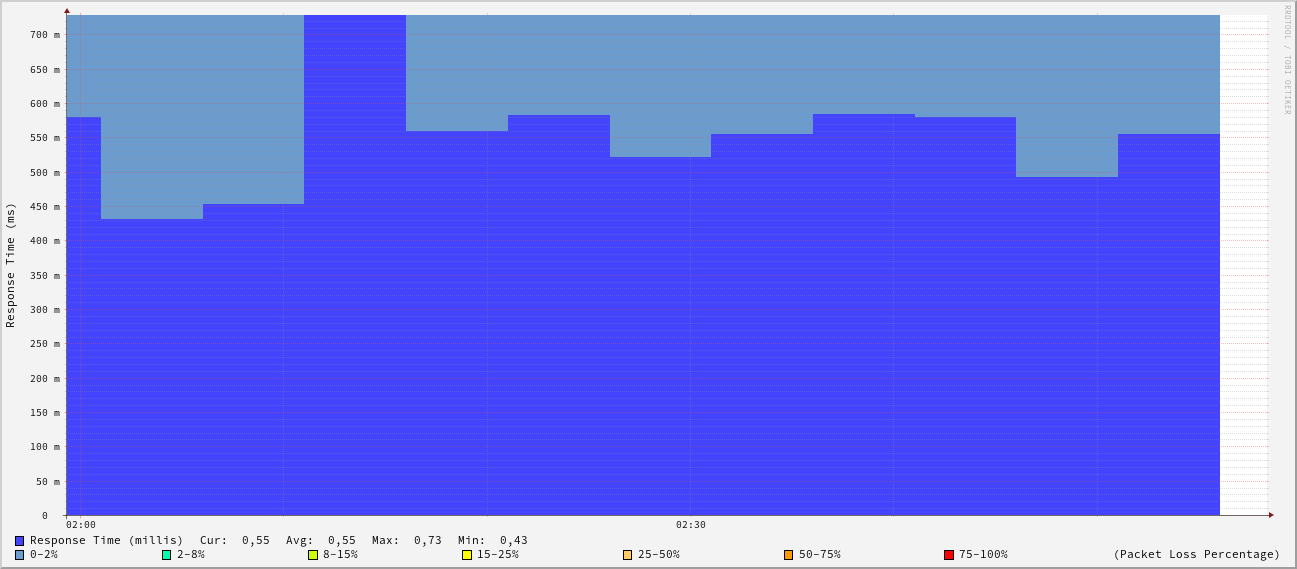 RRDTOOL / TOBI OETIKER
Response Time (ms)
700 m
650 m
600 m
550 m
500 m
450 m
400 m
350 m
300 m
250 m
200 m
150 m
100 m
50 m
0
02:00 02:30
Response Time (millis) Cur: 0,55 Avg: 0,55 Max: 0,73 Min: 0,43
0-2% 2-8% 8-15% 15-25% 25-50% 50-75% 75-100% (Packet Loss Percentage)